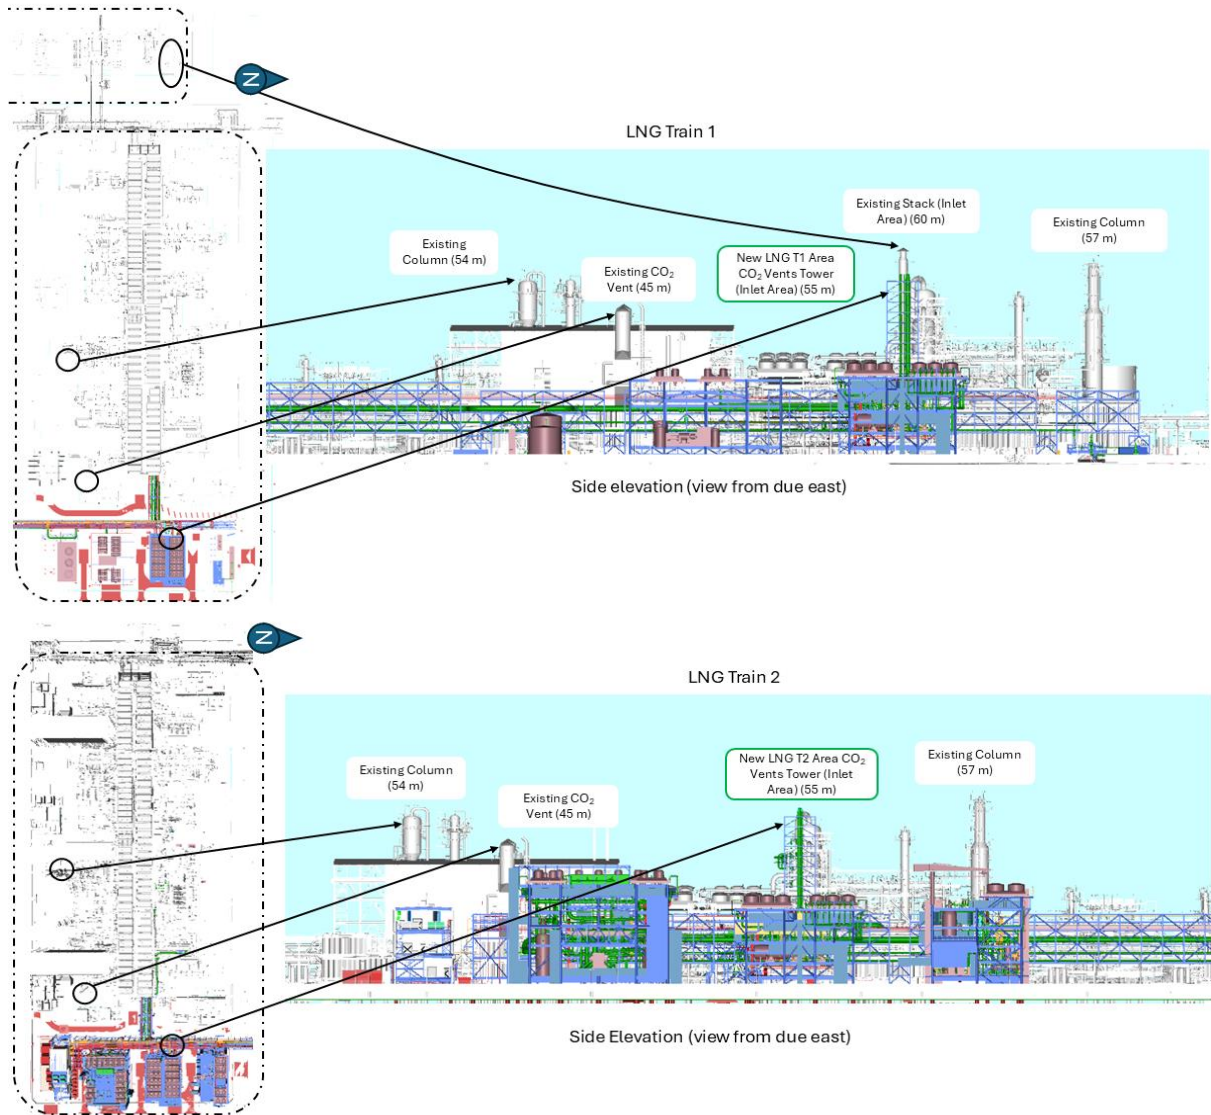 N
LNG Train 1
Existing Stack (Inlet
Area) (60 m)
Existing Column
(57 m)
Existing
Column (54 m)
New LNG T1 Area
CO₂ Vents Tower
(Inlet Area) (55 m)
Existing CO₂
Vent (45 m)
Side elevation (view from due east)
N
LNG Train 2
New LNG T2 Area CO₂
Vents Tower (Inlet
Area) (55 m)
Existing Column
(57 m)
Existing Column
(54 m)
Existing CO₂
Vent (45 m)
Side Elevation (view from due east)